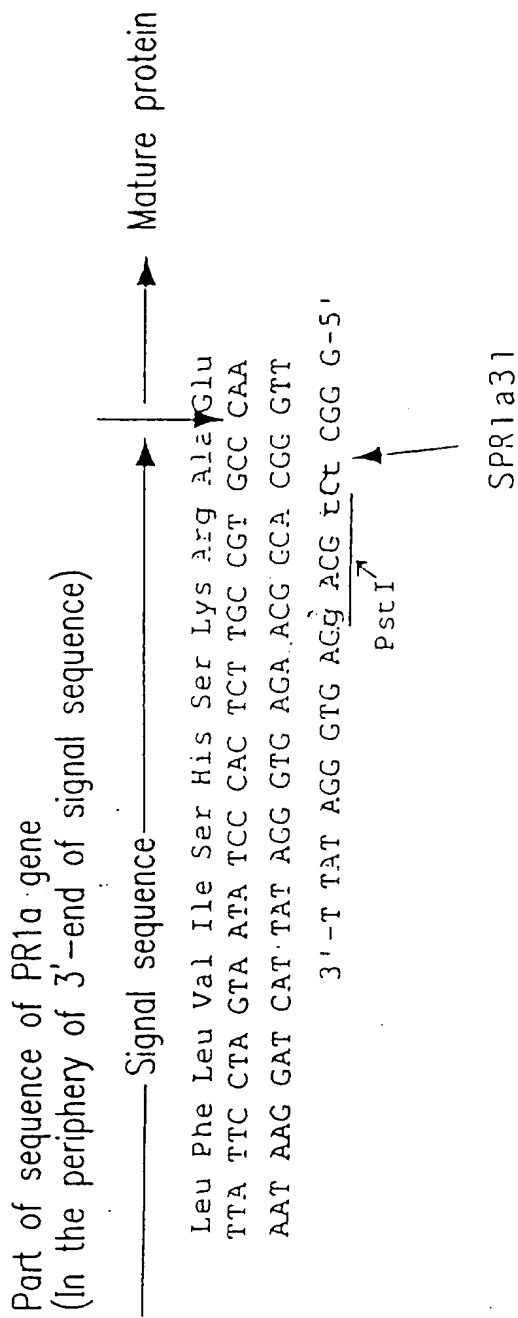 Part of sequence of PR1a gene
(In the periphery of 3'-end of signal sequence)
Signal sequence
Mature protein
Leu Phe Leu Val Ile Ser His Ser Lys Arg Ala Glu
TTA TTC CTA GTA ATA TCC CAC TCT TGC CGT GCC CAA
AAT AAG GAT CAT TAT AGG GTG AGA ACG GCA CGG GTT
3'-T TAT AGG GTG AGg ACG tCt CGG G-5'
PstI
SPR1a31